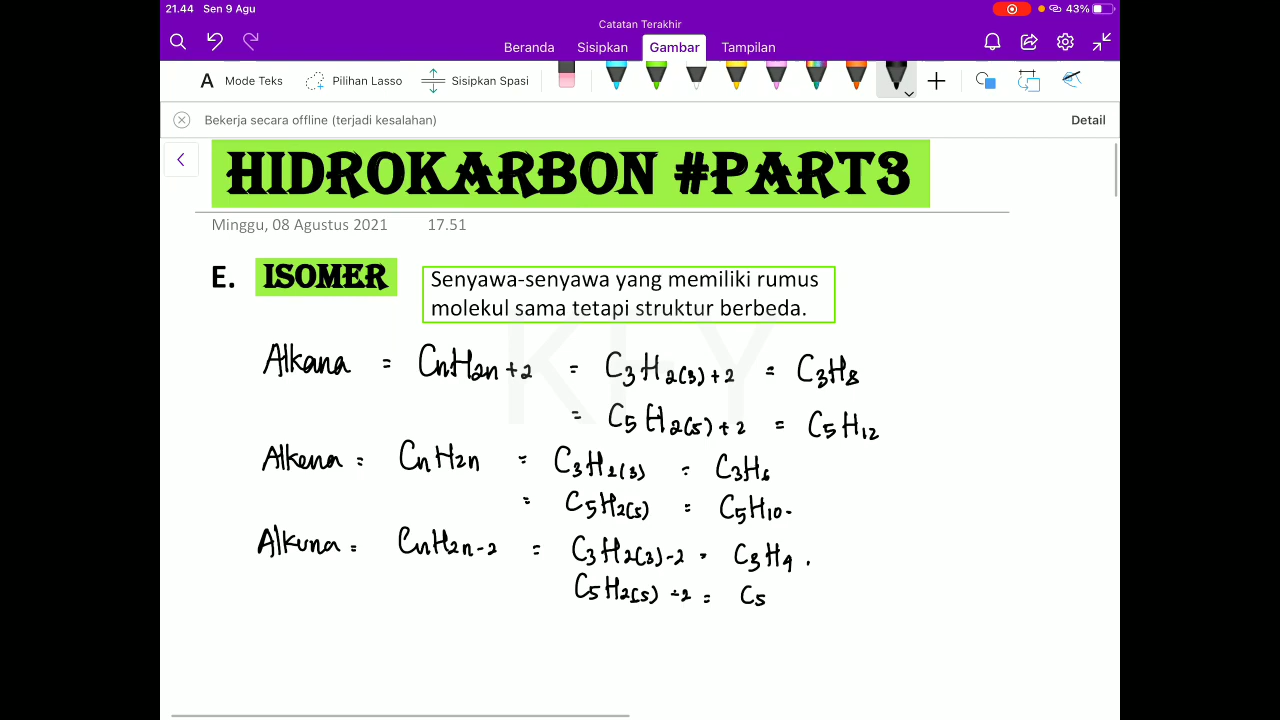 21.44 Sen 9 Agu 43%
Catatan Terakhir
Beranda Sisipkan Gambar Tampilan
A Mode Teks Pilihan Lasso Sisipkan Spasi
Bekerja secara offline (terjadi kesalahan) Detail
HIDROKARBON #PART3
Minggu, 08 Agustus 2021 17.51
E. ISOMER
Senyawa-senyawa yang memiliki rumus
molekul sama tetapi struktur berbeda.
KFY
Alkana = CnH2n+2 = C3H2(3)+2 = C3H8
= C5H2(5)+2 = C5H12
Alkena = CnH2n = C3H2(3) = C3H6
= C5H2(5) = C5H10.
Alkuna = CnH2n-2 = C3H2(3)-2 = C3H4.
C5H2(5)-2 = C5